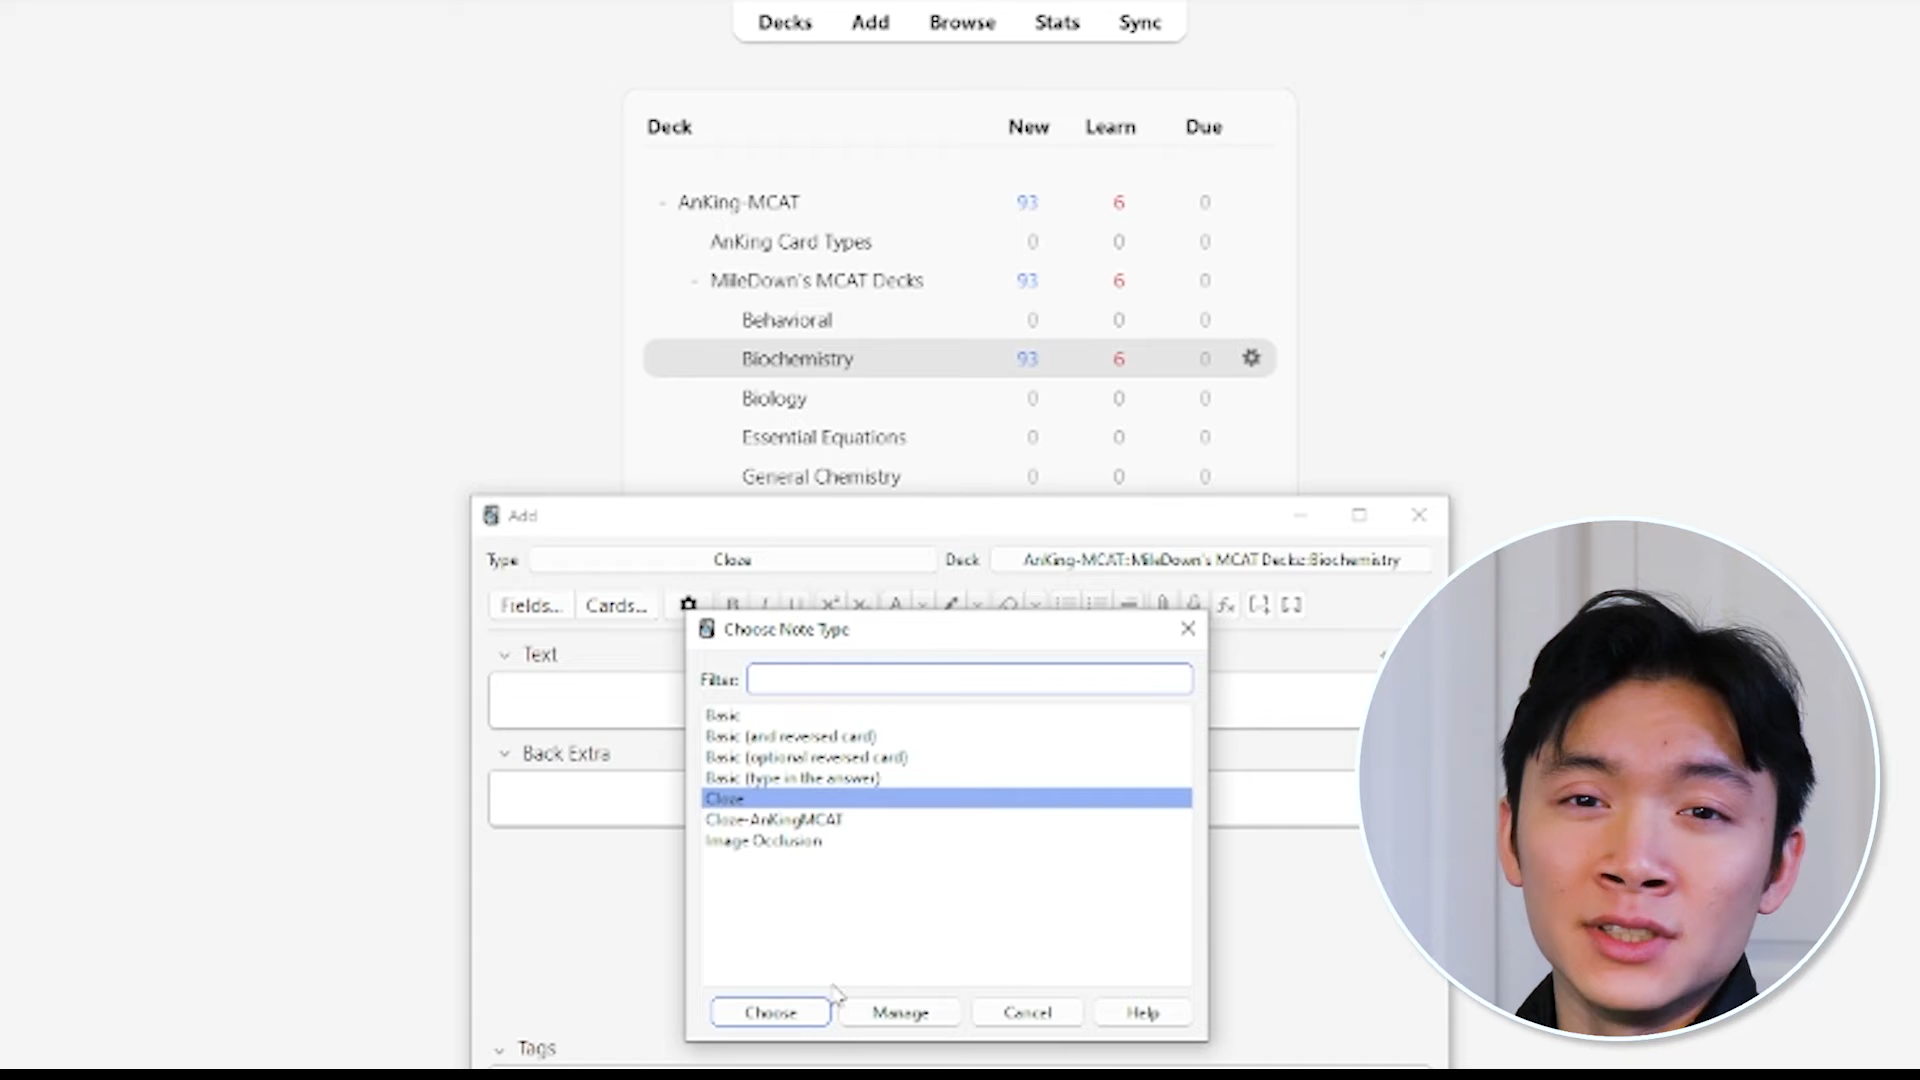 Decks Add Browse Stats Sync
Deck New Learn Due
- AnKing-MCAT 93 6 0
AnKing Card Types 0 0 0
- MileDown's MCAT Decks 93 6 0
Behavioral 0 0 0
Biochemistry 93 6 0
Biology 0 0 0
Essential Equations 0 0 0
General Chemistry 0 0 0
Add
Type Cloze Deck AnKing-MCAT::MileDown's MCAT Decks::Biochemistry
Fields... Cards... B I U X² X₂ A fx [...]
Choose Note Type
Text
Filter:
Basic
Basic (and reversed card)
Back Extra
Basic (optional reversed card)
Basic (type in the answer)
Cloze
Cloze-AnKingMCAT
Image Occlusion
Choose Manage Cancel Help
Tags